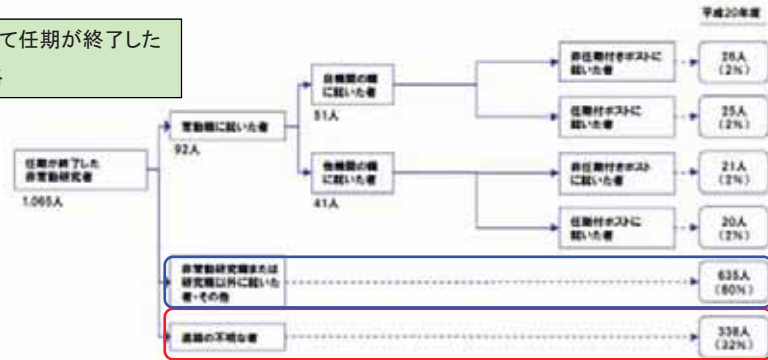 平成20年度
て任期が終了した
任期が終了した
非常勤研究者
1,065人
常勤職に就いた者
92人
自機関の職
に就いた者
51人
他機関の職
に就いた者
41人
非任期付きポストに
就いた者
26人
(2%)
任期付ポストに
就いた者
25人
(2%)
非任期付きポスト
に就いた者
21人
(2%)
任期付ポストに
就いた者
20人
(2%)
非常勤研究職または
研究職以外に就いた
者・その他
635人
(60%)
進路の不明な者
338人
(32%)